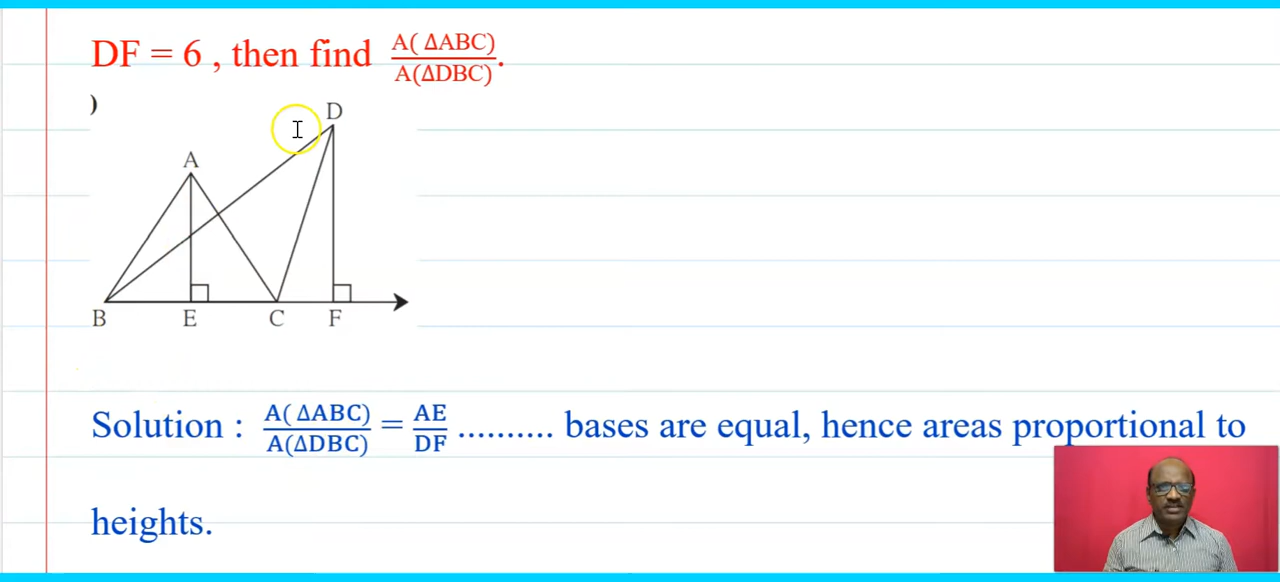 DF = 6 , then find A( ΔABC)/A(ΔDBC).
)
D
A
B E C F
Solution : A( ΔABC)/A(ΔDBC) = AE/DF .......... bases are equal, hence areas proportional to
heights.